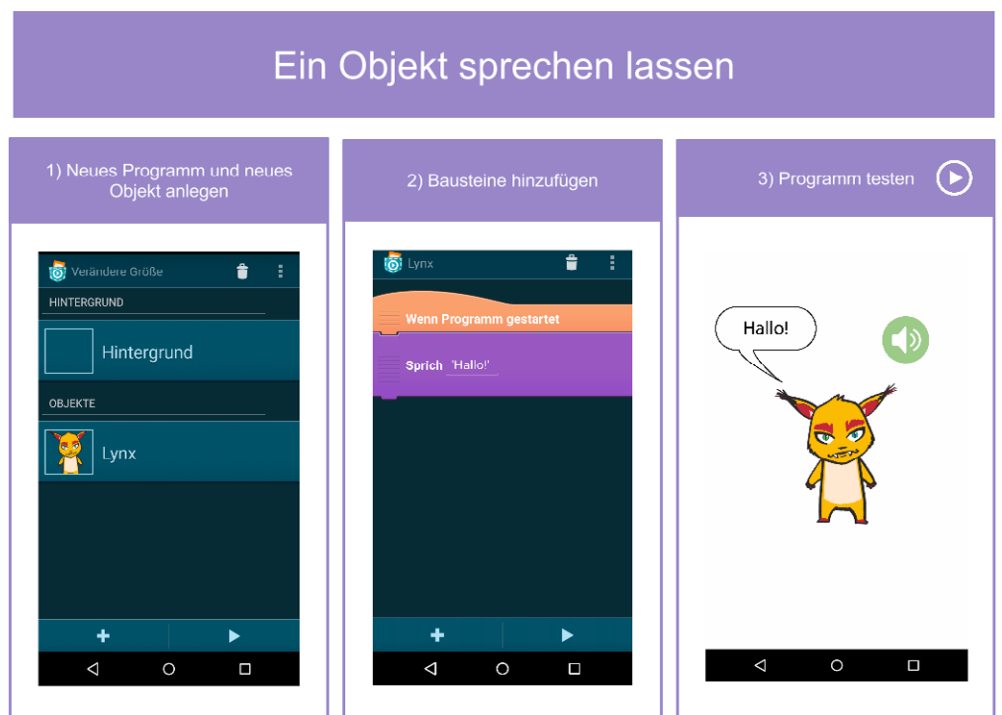 Ein Objekt sprechen lassen
1) Neues Programm und neues
Objekt anlegen
Verändere Größe
HINTERGRUND
Hintergrund
OBJEKTE
Lynx
2) Bausteine hinzufügen
Lynx
Wenn Programm gestartet
Sprich 'Hallo!'
3) Programm testen
Hallo!